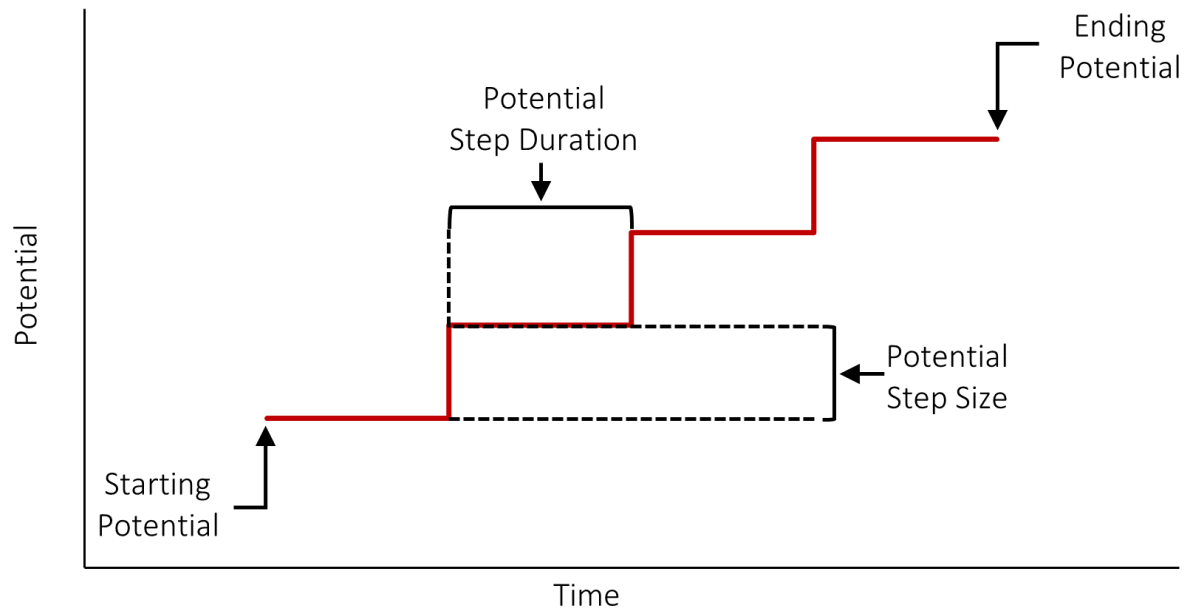 Ending
Potential
Potential
Step Duration
Potential
Potential
Step Size
Starting
Potential
Time